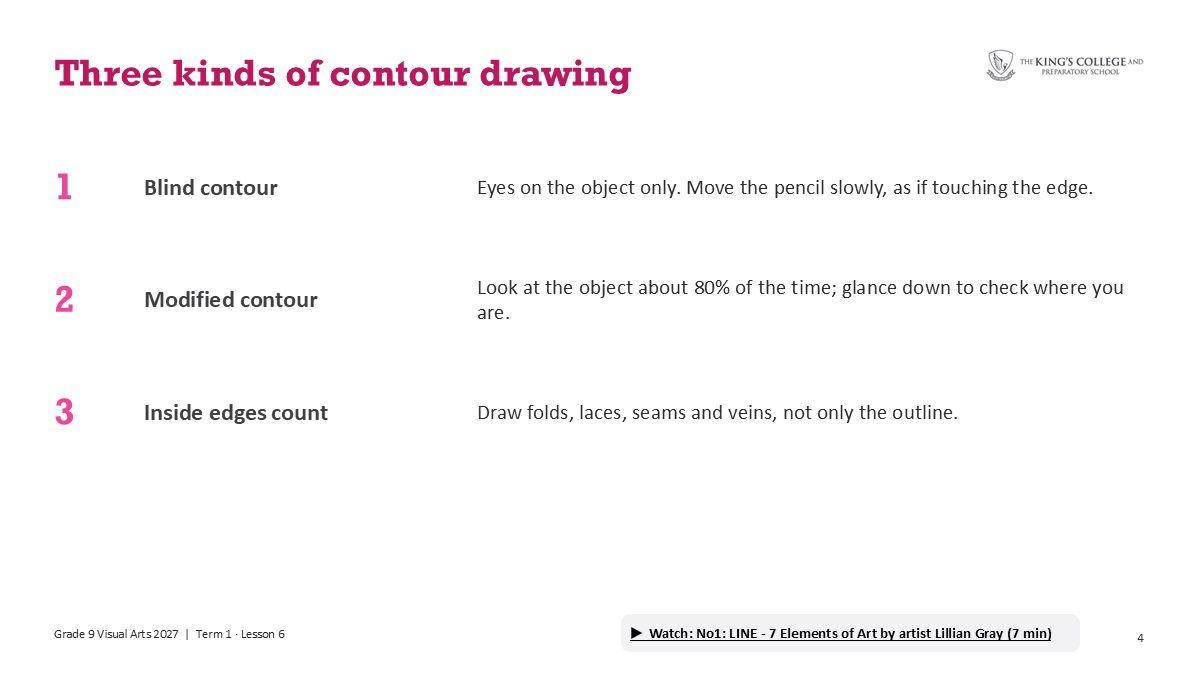 Three kinds of contour drawing
THE KING'S COLLEGE AND
PREPARATORY SCHOOL
1
Blind contour
Eyes on the object only. Move the pencil slowly, as if touching the edge.
2
Modified contour
Look at the object about 80% of the time; glance down to check where you
are.
3
Inside edges count
Draw folds, laces, seams and veins, not only the outline.
Grade 9 Visual Arts 2027 | Term 1 · Lesson 6
▶ Watch: No1: LINE - 7 Elements of Art by artist Lillian Gray (7 min)
4